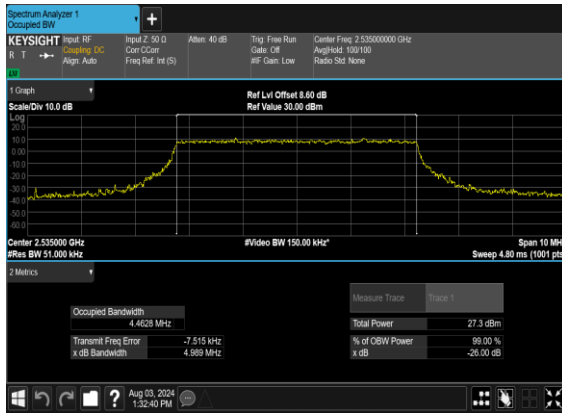 Spectrum Analyzer 1
Occupied BW
KEYSIGHT Input: RF Input Z: 50 Ω Atten: 40 dB Trig: Free Run Center Freq: 2.535000000 GHz
R T Coupling: DC Corr CCorr Gate: Off Avg|Hold: 100/100
Align: Auto Freq Ref: Int (S) #IF Gain: Low Radio Std: None
LXI
1 Graph Ref Lvl Offset 8.60 dB
Scale/Div 10.0 dB Ref Value 30.00 dBm
Log
20.0
10.0
0.00
-10.0
-20.0
-30.0
-40.0
-50.0
-60.0
Center 2.535000 GHz #Video BW 150.00 kHz* Span 10 MH
#Res BW 51.000 kHz Sweep 4.80 ms (1001 pts
2 Metrics
Measure Trace Trace 1
Occupied Bandwidth
4.4628 MHz Total Power 27.3 dBm
Transmit Freq Error -7.515 kHz % of OBW Power 99.00 %
x dB Bandwidth 4.989 MHz x dB -26.00 dB
? Aug 03, 2024
1:32:40 PM